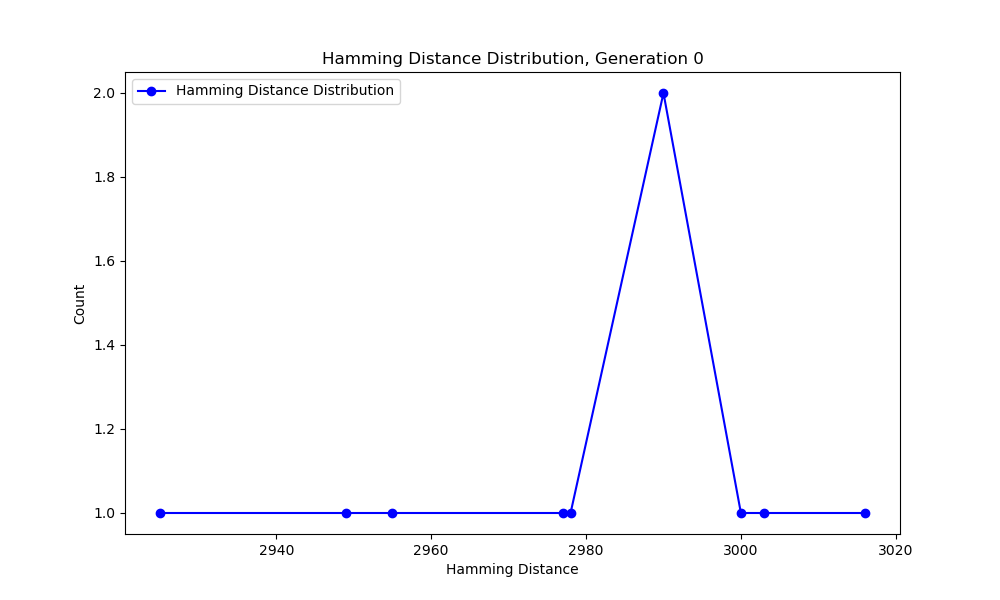 Hamming Distance Distribution, Generation 0
Hamming Distance Distribution
2.0
1.8
1.6
1.4
1.2
1.0
Count
2940
2960
2980
3000
3020
Hamming Distance